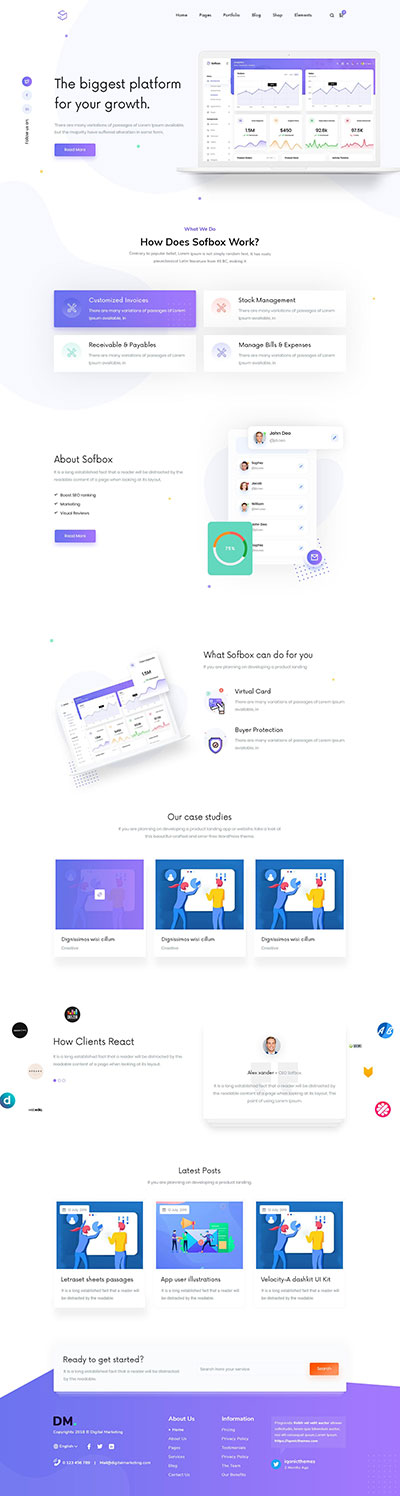 Home Pages Portfolio Blog Shop Elements
The biggest platform
for your growth.
There are many variations of passages of Lorem Ipsum available,
but the majority have suffered alteration in some form.
Read More
Follow us on:
Sofbox
1.5M
$450
92.8k
97.5K
What We Do
How Does Sofbox Work?
Contrary to popular belief, Lorem Ipsum is not simply random text. It has roots
Customized Invoices
There are many variations of passages of Lorem
Ipsum available, in
Stock Management
There are many variations of passages of Lorem
Ipsum available, in
Receivable & Payables
There are many variations of passages of Lorem
Ipsum available, in
Manage Bills & Expenses
There are many variations of passages of Lorem
Ipsum available, in
About Sofbox
It is a long established fact that a reader will be distracted by the
readable content of a page when looking at its layout.
Boost SEO ranking
Marketing
Visual Reviews
Read More
John Deo
Sophia
Jacob
William
John Deo
Sophia
75%
What Sofbox can do for you
If you are planning on developing a product landing
Virtual Card
There are many variations of passages of Lorem Ipsum
available, in
Buyer Protection
There are many variations of passages of Lorem Ipsum
available, in
1.5M
Our case studies
If you are planning on developing a product landing app or website take a look at
this beautiful-crafted and clean free WordPress theme.
Dignissimos wisi cillum
Creative
Dignissimos wisi cillum
Dignissimos wisi cillum
How Clients React
It is a long established fact that a reader will be distracted by the
readable content of a page when looking at its layout.
Alex vander - CEO Sofbox
It is a long established fact that a reader will be distracted by
the readable content of a page when looking at its layout. The
point of using Lorem Ipsum.
Latest Posts
If you are planning on developing a product landing.
12 July, 2019
Letraset sheets passages
It is a long established fact that a reader will
be distracted by the readable
12 July, 2019
App user illustrations
It is a long established fact that a reader will
be distracted by the readable
12 July, 2019
Velocity-A dashkit UI Kit
It is a long established fact that a reader will
be distracted by the readable
Ready to get started?
It is a long established fact that a reader will be distracted
by the readable.
Search here your service
Search
DM.
Copyrights 2018 © Digital Marketing
English
0 123 456 789 | Mail@digitalmarketing.com
About Us
Home
About Us
Pages
Services
Blog
Contact Us
Information
Pricing
Privacy Policy
Testimonials
Privacy Policy
The Team
Our Benefits
iqonicthemes